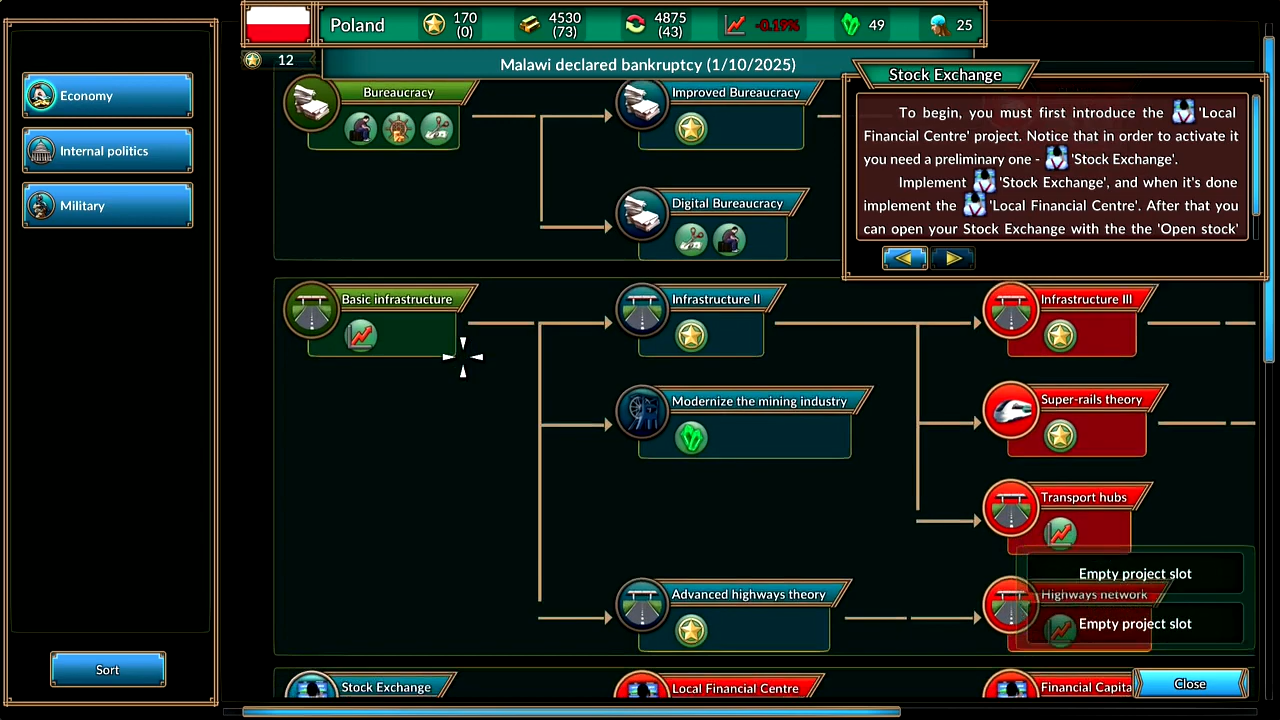 Poland
170
(0)
4530
(73)
4875
(43)
-0.19%
49
25
12
Malawi declared bankruptcy (1/10/2025)
Stock Exchange
To begin, you must first introduce the 'Local
Financial Centre' project. Notice that in order to activate it
you need a preliminary one - 'Stock Exchange'.
Implement 'Stock Exchange', and when it's done
implement the 'Local Financial Centre'. After that you
can open your Stock Exchange with the the 'Open stock'
Economy
Internal politics
Military
Sort
Bureaucracy
Improved Bureaucracy
Digital Bureaucracy
Basic infrastructure
Infrastructure II
Infrastructure III
Modernize the mining industry
Super-rails theory
Transport hubs
Advanced highways theory
Highways network
Empty project slot
Empty project slot
Stock Exchange
Local Financial Centre
Financial Capita
Close